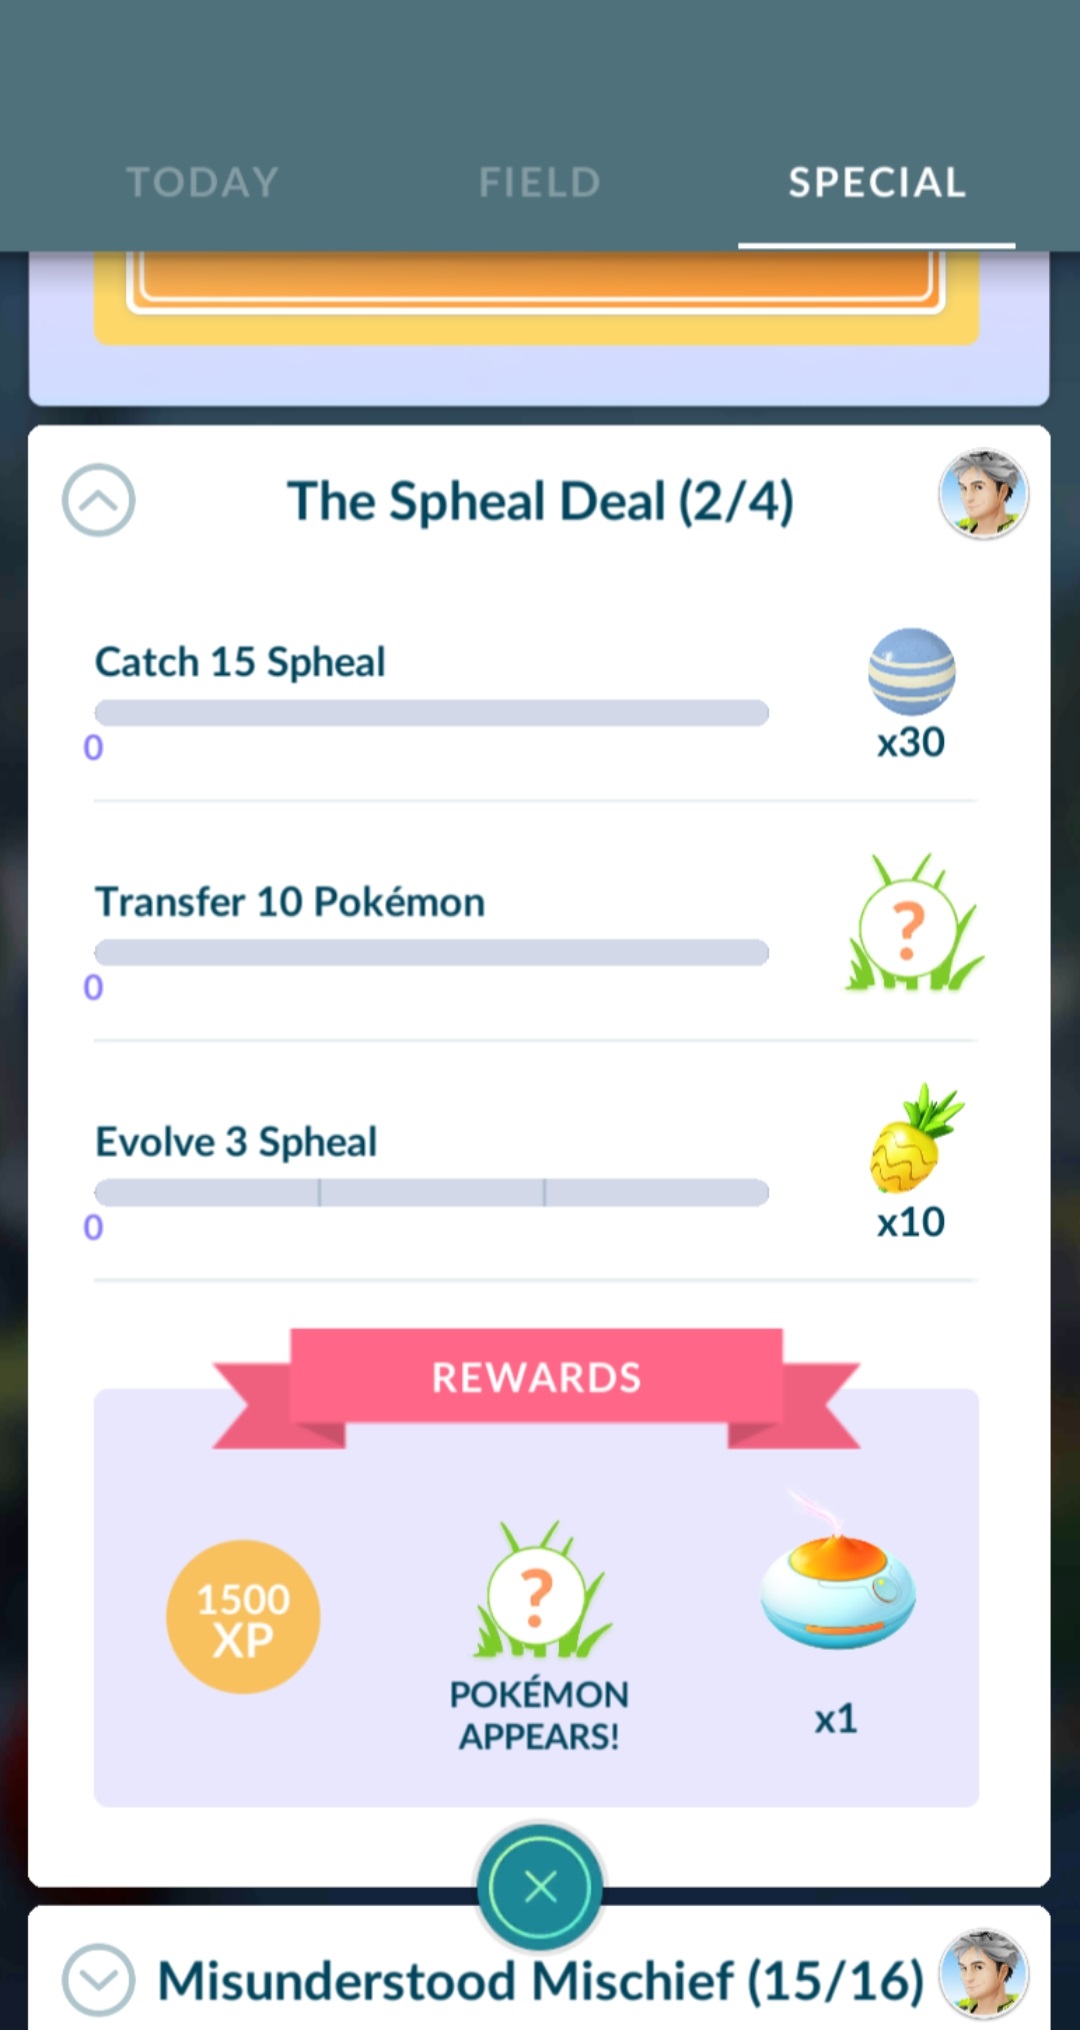 TODAY FIELD SPECIAL
The Spheal Deal (2/4)
Catch 15 Spheal
0
x30
Transfer 10 Pokémon
?
0
Evolve 3 Spheal
0
x10
REWARDS
1500
XP
?
POKÉMON
APPEARS!
x1
Misunderstood Mischief (15/16)